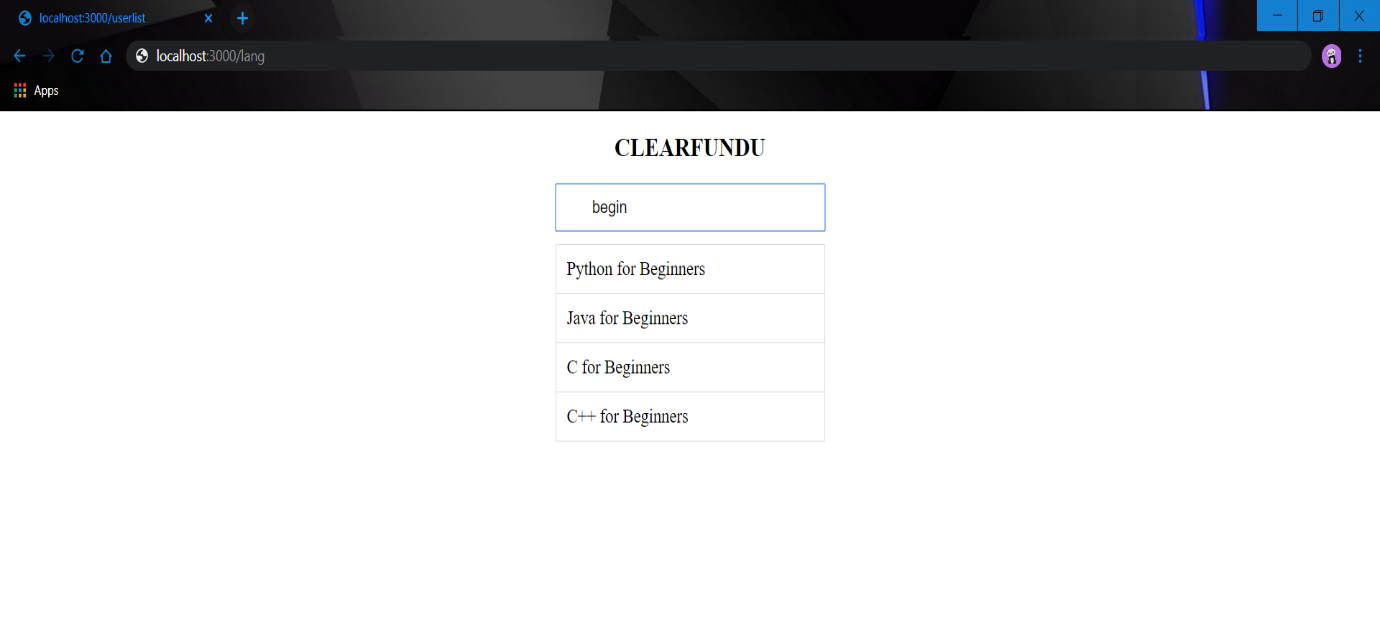 localhost:3000/userlist
localhost:3000/lang
Apps
CLEARFUNDU
begin
Python for Beginners
Java for Beginners
C for Beginners
C++ for Beginners